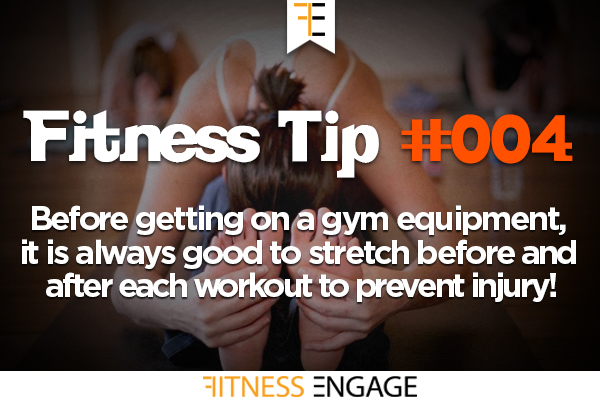 FE
Fitness Tip #004
Before getting on a gym equipment,
it is always good to stretch before and
after each workout to prevent injury!
FITNESS ENGAGE